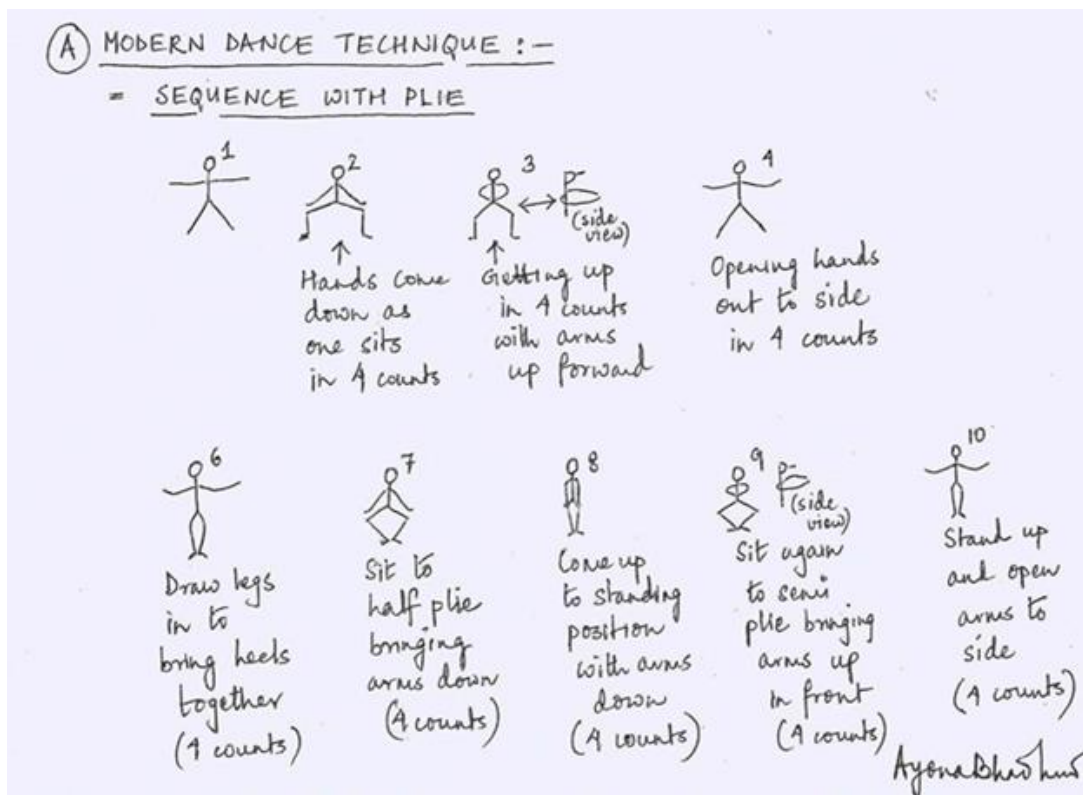 (A) MODERN DANCE TECHNIQUE :-
= SEQUENCE WITH PLIE
1
2
Hands come
down as
one sits
in 4 counts
3
(side
view)
Getting up
in 4 counts
with arms
up forward
4
Opening hands
out to side
in 4 counts
6
Draw legs
in to
bring heels
together
(4 counts)
7
Sit to
half plie
bringing
arms down
(4 counts)
8
Come up
to standing
position
with arms
down
(4 counts)
9
(side
view)
Sit again
to semi
plie bringing
arms up
in front
(4 counts)
10
Stand up
and open
arms to
side
(4 counts)